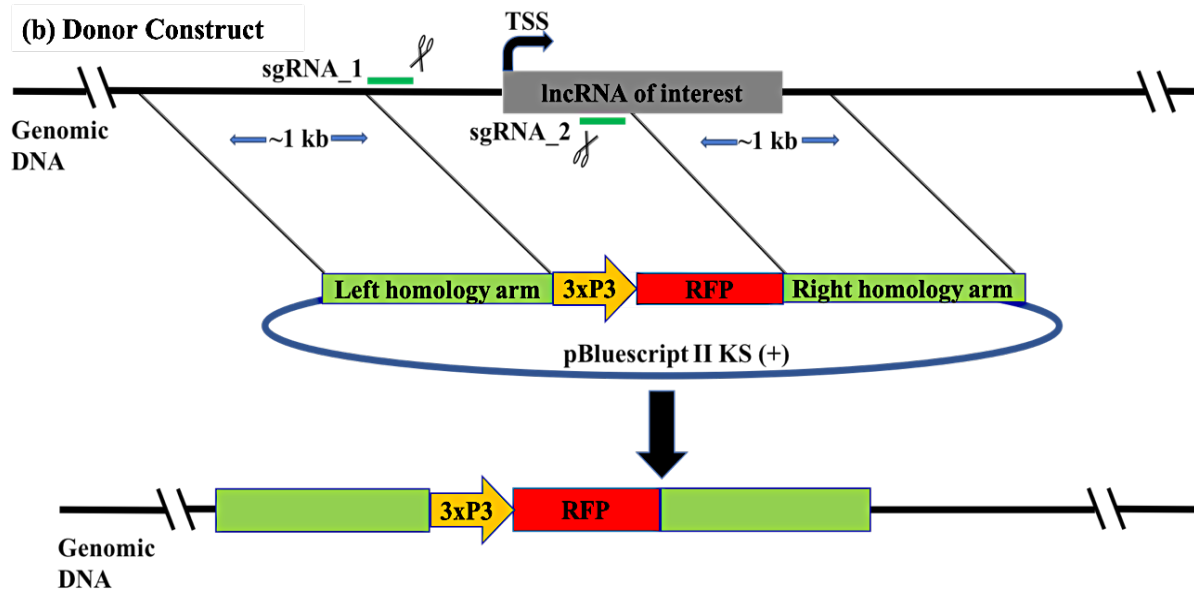 (b) Donor Construct
TSS
sgRNA_1
lncRNA of interest
Genomic
DNA
~1 kb
sgRNA_2
~1 kb
Left homology arm
3xP3
RFP
Right homology arm
pBluescript II KS (+)
3xP3
RFP
Genomic
DNA